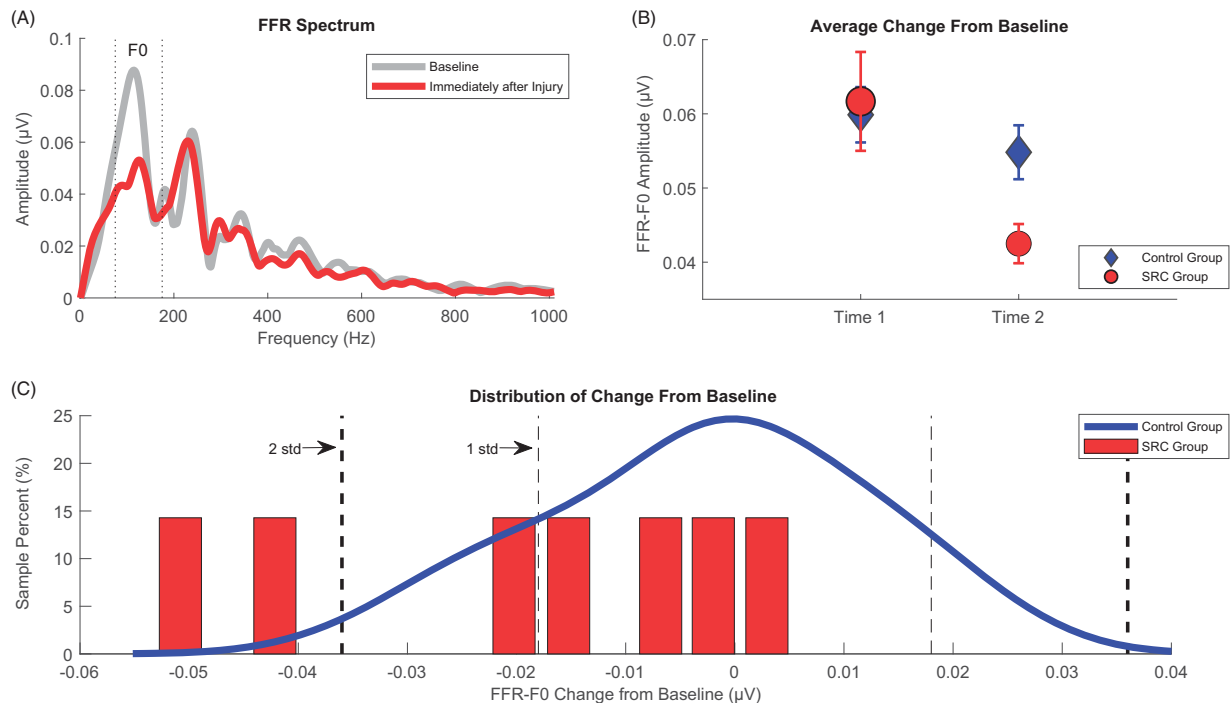 (A)
FFR Spectrum
F0
Baseline
Immediately after Injury
Amplitude (µV)
0.1
0.08
0.06
0.04
0.02
0
0 200 400 600 800 1000
Frequency (Hz)
(B)
Average Change From Baseline
FFR-F0 Amplitude (µV)
0.07
0.06
0.05
0.04
Control Group
SRC Group
Time 1 Time 2
(C)
Distribution of Change From Baseline
Sample Percent (%)
25
20
15
10
5
0
2 std
1 std
Control Group
SRC Group
-0.06 -0.05 -0.04 -0.03 -0.02 -0.01 0 0.01 0.02 0.03 0.04
FFR-F0 Change from Baseline (µV)